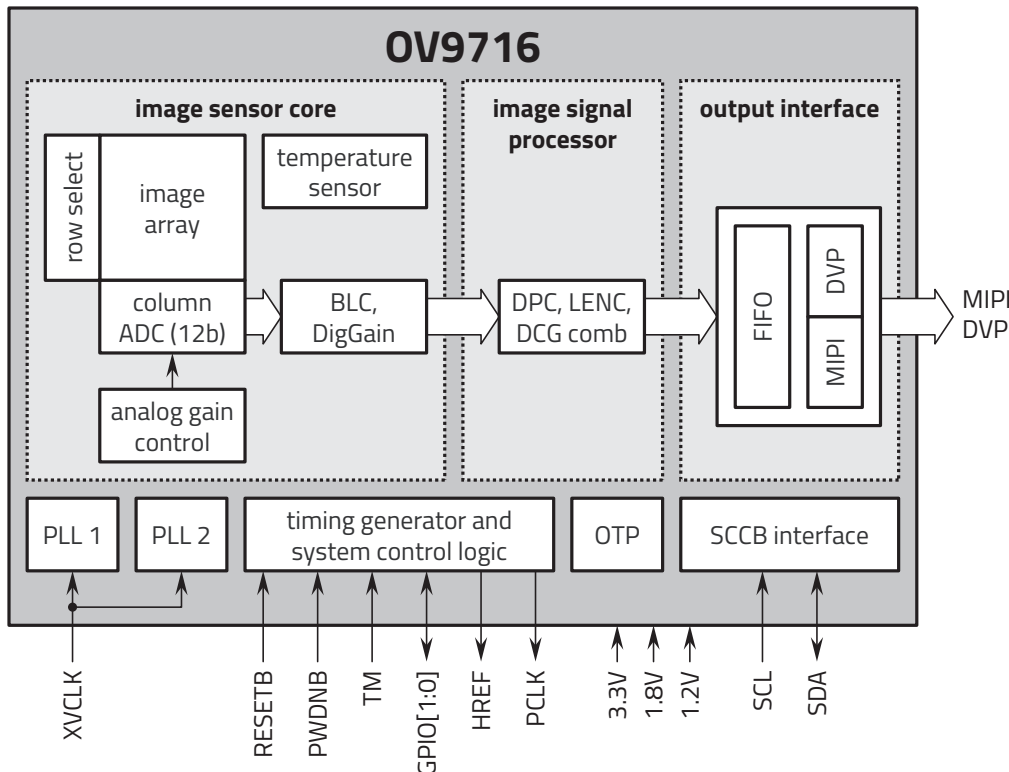 OV9716
image sensor core
image signal
processor
output interface
row select
image
array
temperature
sensor
column
ADC (12b)
BLC,
DigGain
DPC, LENC,
DCG comb
FIFO
DVP
MIPI
MIPI
DVP
analog gain
control
PLL 1
PLL 2
timing generator and
system control logic
OTP
SCCB interface
XVCLK
RESETB
PWDNB
TM
GPIO[1:0]
HREF
PCLK
3.3V
1.8V
1.2V
SCL
SDA